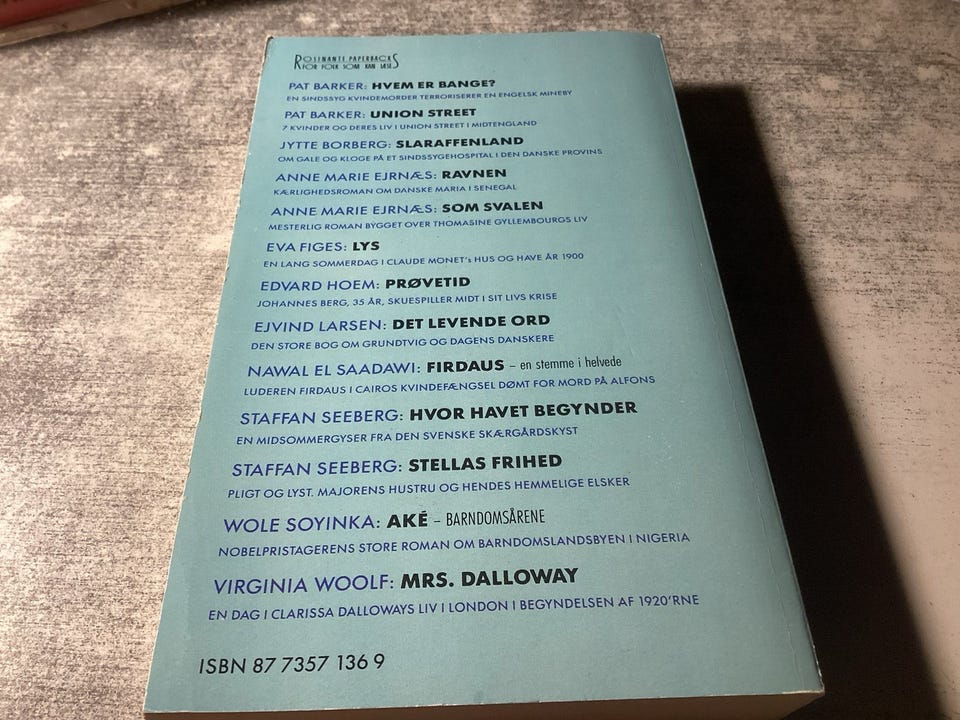 ROSINANTE PAPERBACKS
FOR FOLK SOM KAN LÆSE
PAT BARKER: HVEM ER BANGE?
EN SINDSSYG KVINDEMORDER TERRORISERER EN ENGELSK MINEBY
PAT BARKER: UNION STREET
7 KVINDER OG DERES LIV I UNION STREET I MIDTENGLAND
JYTTE BORBERG: SLARAFFENLAND
OM GALE OG KLOGE PÅ ET SINDSSYGEHOSPITAL I DEN DANSKE PROVINS
ANNE MARIE EJRNÆS: RAVNEN
KÆRLIGHEDSROMAN OM DANSKE MARIA I SENEGAL
ANNE MARIE EJRNÆS: SOM SVALEN
MESTERLIG ROMAN BYGGET OVER THOMASINE GYLLEMBOURGS LIV
EVA FIGES: LYS
EN LANG SOMMERDAG I CLAUDE MONET's HUS OG HAVE ÅR 1900
EDVARD HOEM: PRØVETID
JOHANNES BERG, 35 ÅR, SKUESPILLER MIDT I SIT LIVS KRISE
EJVIND LARSEN: DET LEVENDE ORD
DEN STORE BOG OM GRUNDTVIG OG DAGENS DANSKERE
NAWAL EL SAADAWI: FIRDAUS – en stemme i helvede
LUDEREN FIRDAUS I CAIROS KVINDEFÆNGSEL DØMT FOR MORD PÅ ALFONS
STAFFAN SEEBERG: HVOR HAVET BEGYNDER
EN MIDSOMMERGYSER FRA DEN SVENSKE SKÆRGÅRDSKYST
STAFFAN SEEBERG: STELLAS FRIHED
PLIGT OG LYST. MAJORENS HUSTRU OG HENDES HEMMELIGE ELSKER
WOLE SOYINKA: AKÉ – BARNDOMSÅRENE
NOBELPRISTAGERENS STORE ROMAN OM BARNDOMSLANDSBYEN I NIGERIA
VIRGINIA WOOLF: MRS. DALLOWAY
EN DAG I CLARISSA DALLOWAYS LIV I LONDON I BEGYNDELSEN AF 1920'RNE
ISBN 87 7357 136 9